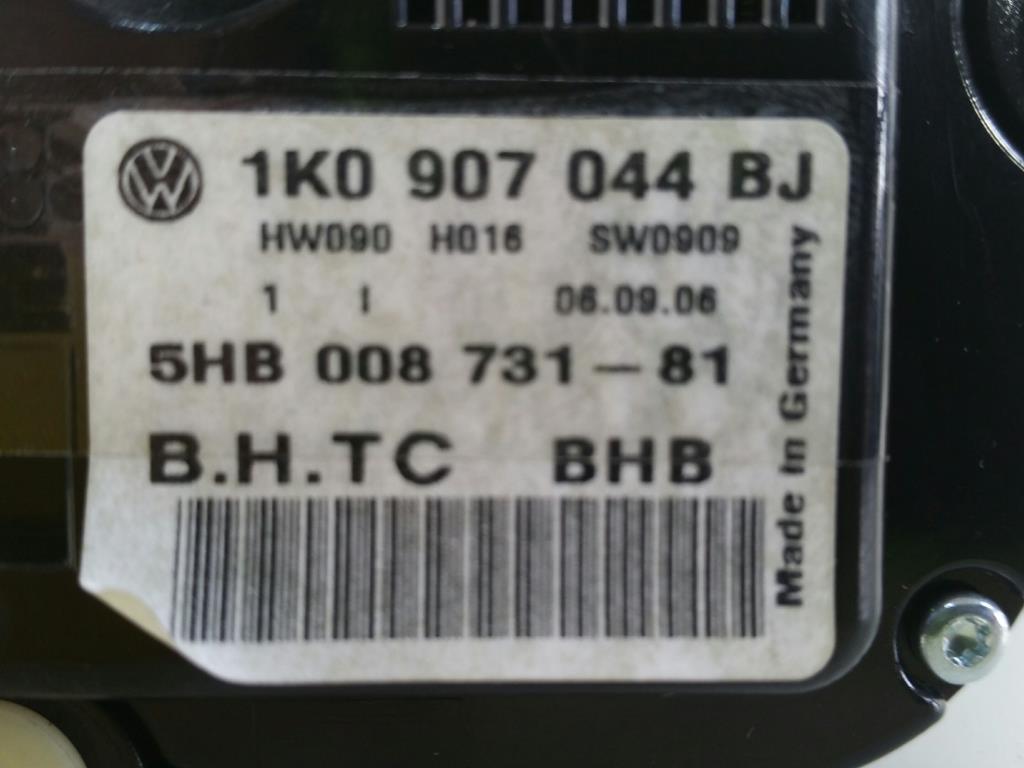 1K0 907 044 BJ
HW090 H016 SW0909
1 I 06.09.06
5HB 008 731-81
B.H.TC BHB
Made In Germany